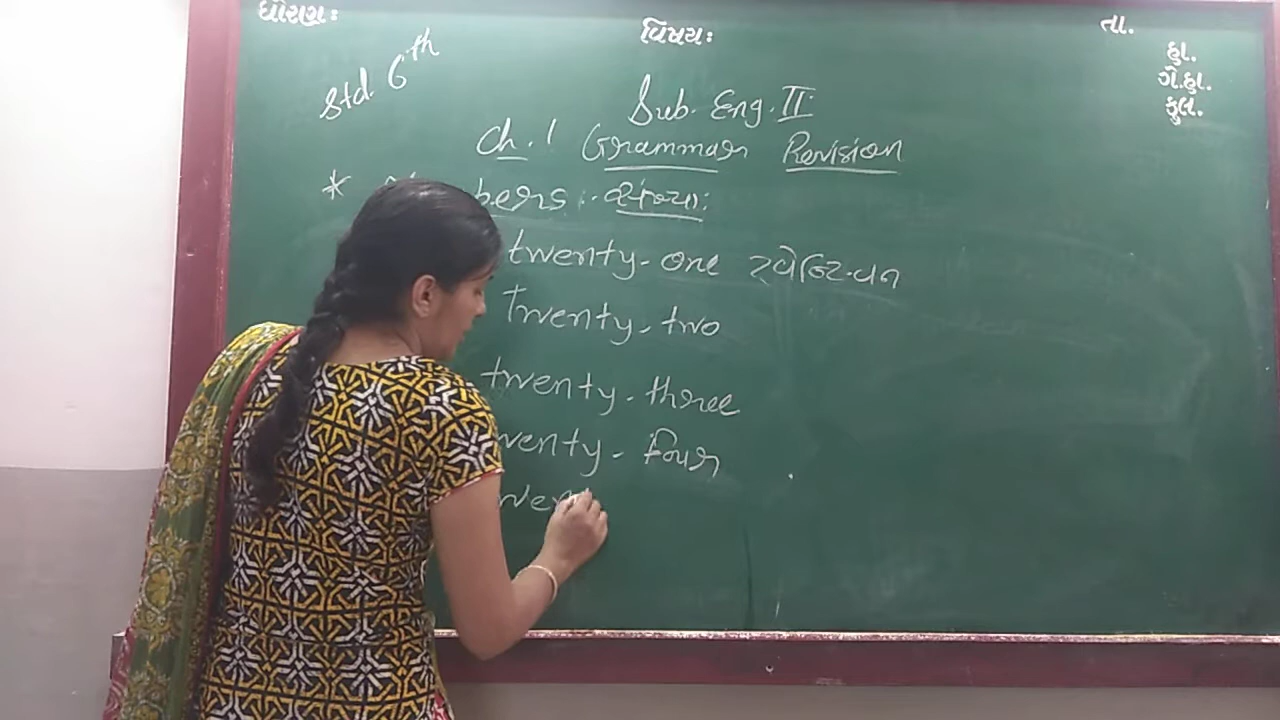 ધોરણઃ વિષયઃ તા.
હા.
ગે.હા.
કુલ.
Std. 6th
Sub. Eng. II
Ch. 1 Grammar Revision
* સંખ્યા:
twenty-one ટ્વેન્ટિ-વન
Twenty-two
twenty-three
wenty-four